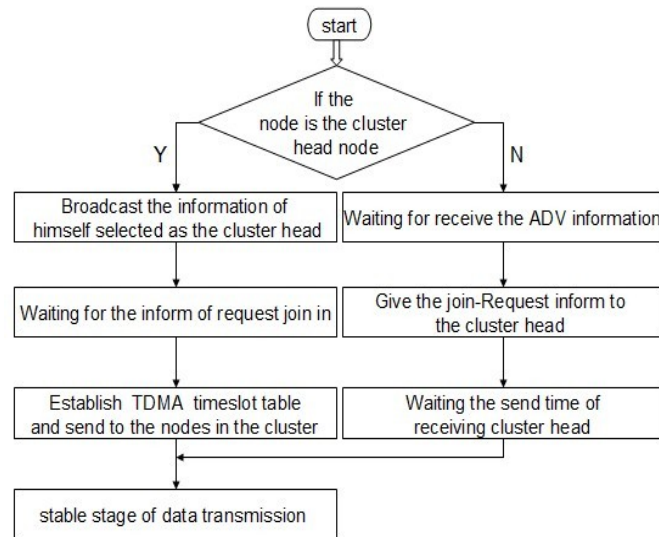 start
If the
node is the cluster
head node
Y
N
Broadcast the information of
himself selected as the cluster head
Waiting for receive the ADV information
Waiting for the inform of request join in
Give the join-Request inform to
the cluster head
Establish TDMA timeslot table
and send to the nodes in the cluster
Waiting the send time of
receiving cluster head
stable stage of data transmission